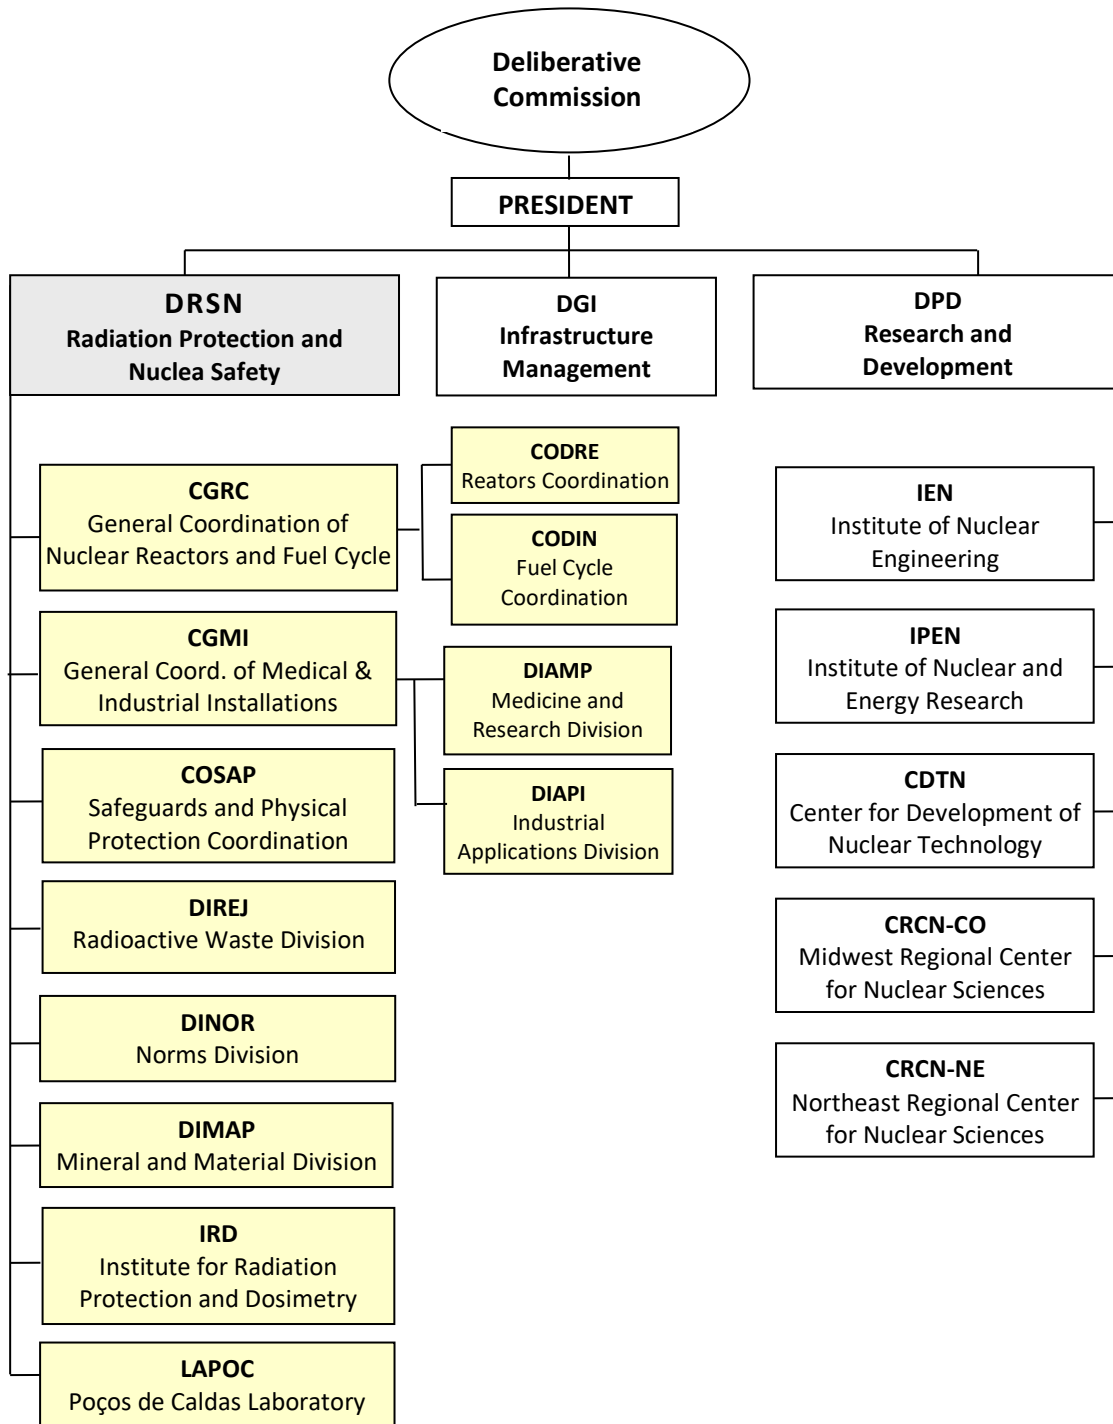 Deliberative
Commission
PRESIDENT
DRSN
Radiation Protection and
Nuclea Safety
DGI
Infrastructure
Management
DPD
Research and
Development
CGRC
General Coordination of
Nuclear Reactors and Fuel Cycle
CODRE
Reators Coordination
CODIN
Fuel Cycle
Coordination
CGMI
General Coord. of Medical &
Industrial Installations
DIAMP
Medicine and
Research Division
DIAPI
Industrial
Applications Division
COSAP
Safeguards and Physical
Protection Coordination
DIREJ
Radioactive Waste Division
DINOR
Norms Division
DIMAP
Mineral and Material Division
IRD
Institute for Radiation
Protection and Dosimetry
LAPOC
Poços de Caldas Laboratory
IEN
Institute of Nuclear
Engineering
IPEN
Institute of Nuclear and
Energy Research
CDTN
Center for Development of
Nuclear Technology
CRCN-CO
Midwest Regional Center
for Nuclear Sciences
CRCN-NE
Northeast Regional Center
for Nuclear Sciences